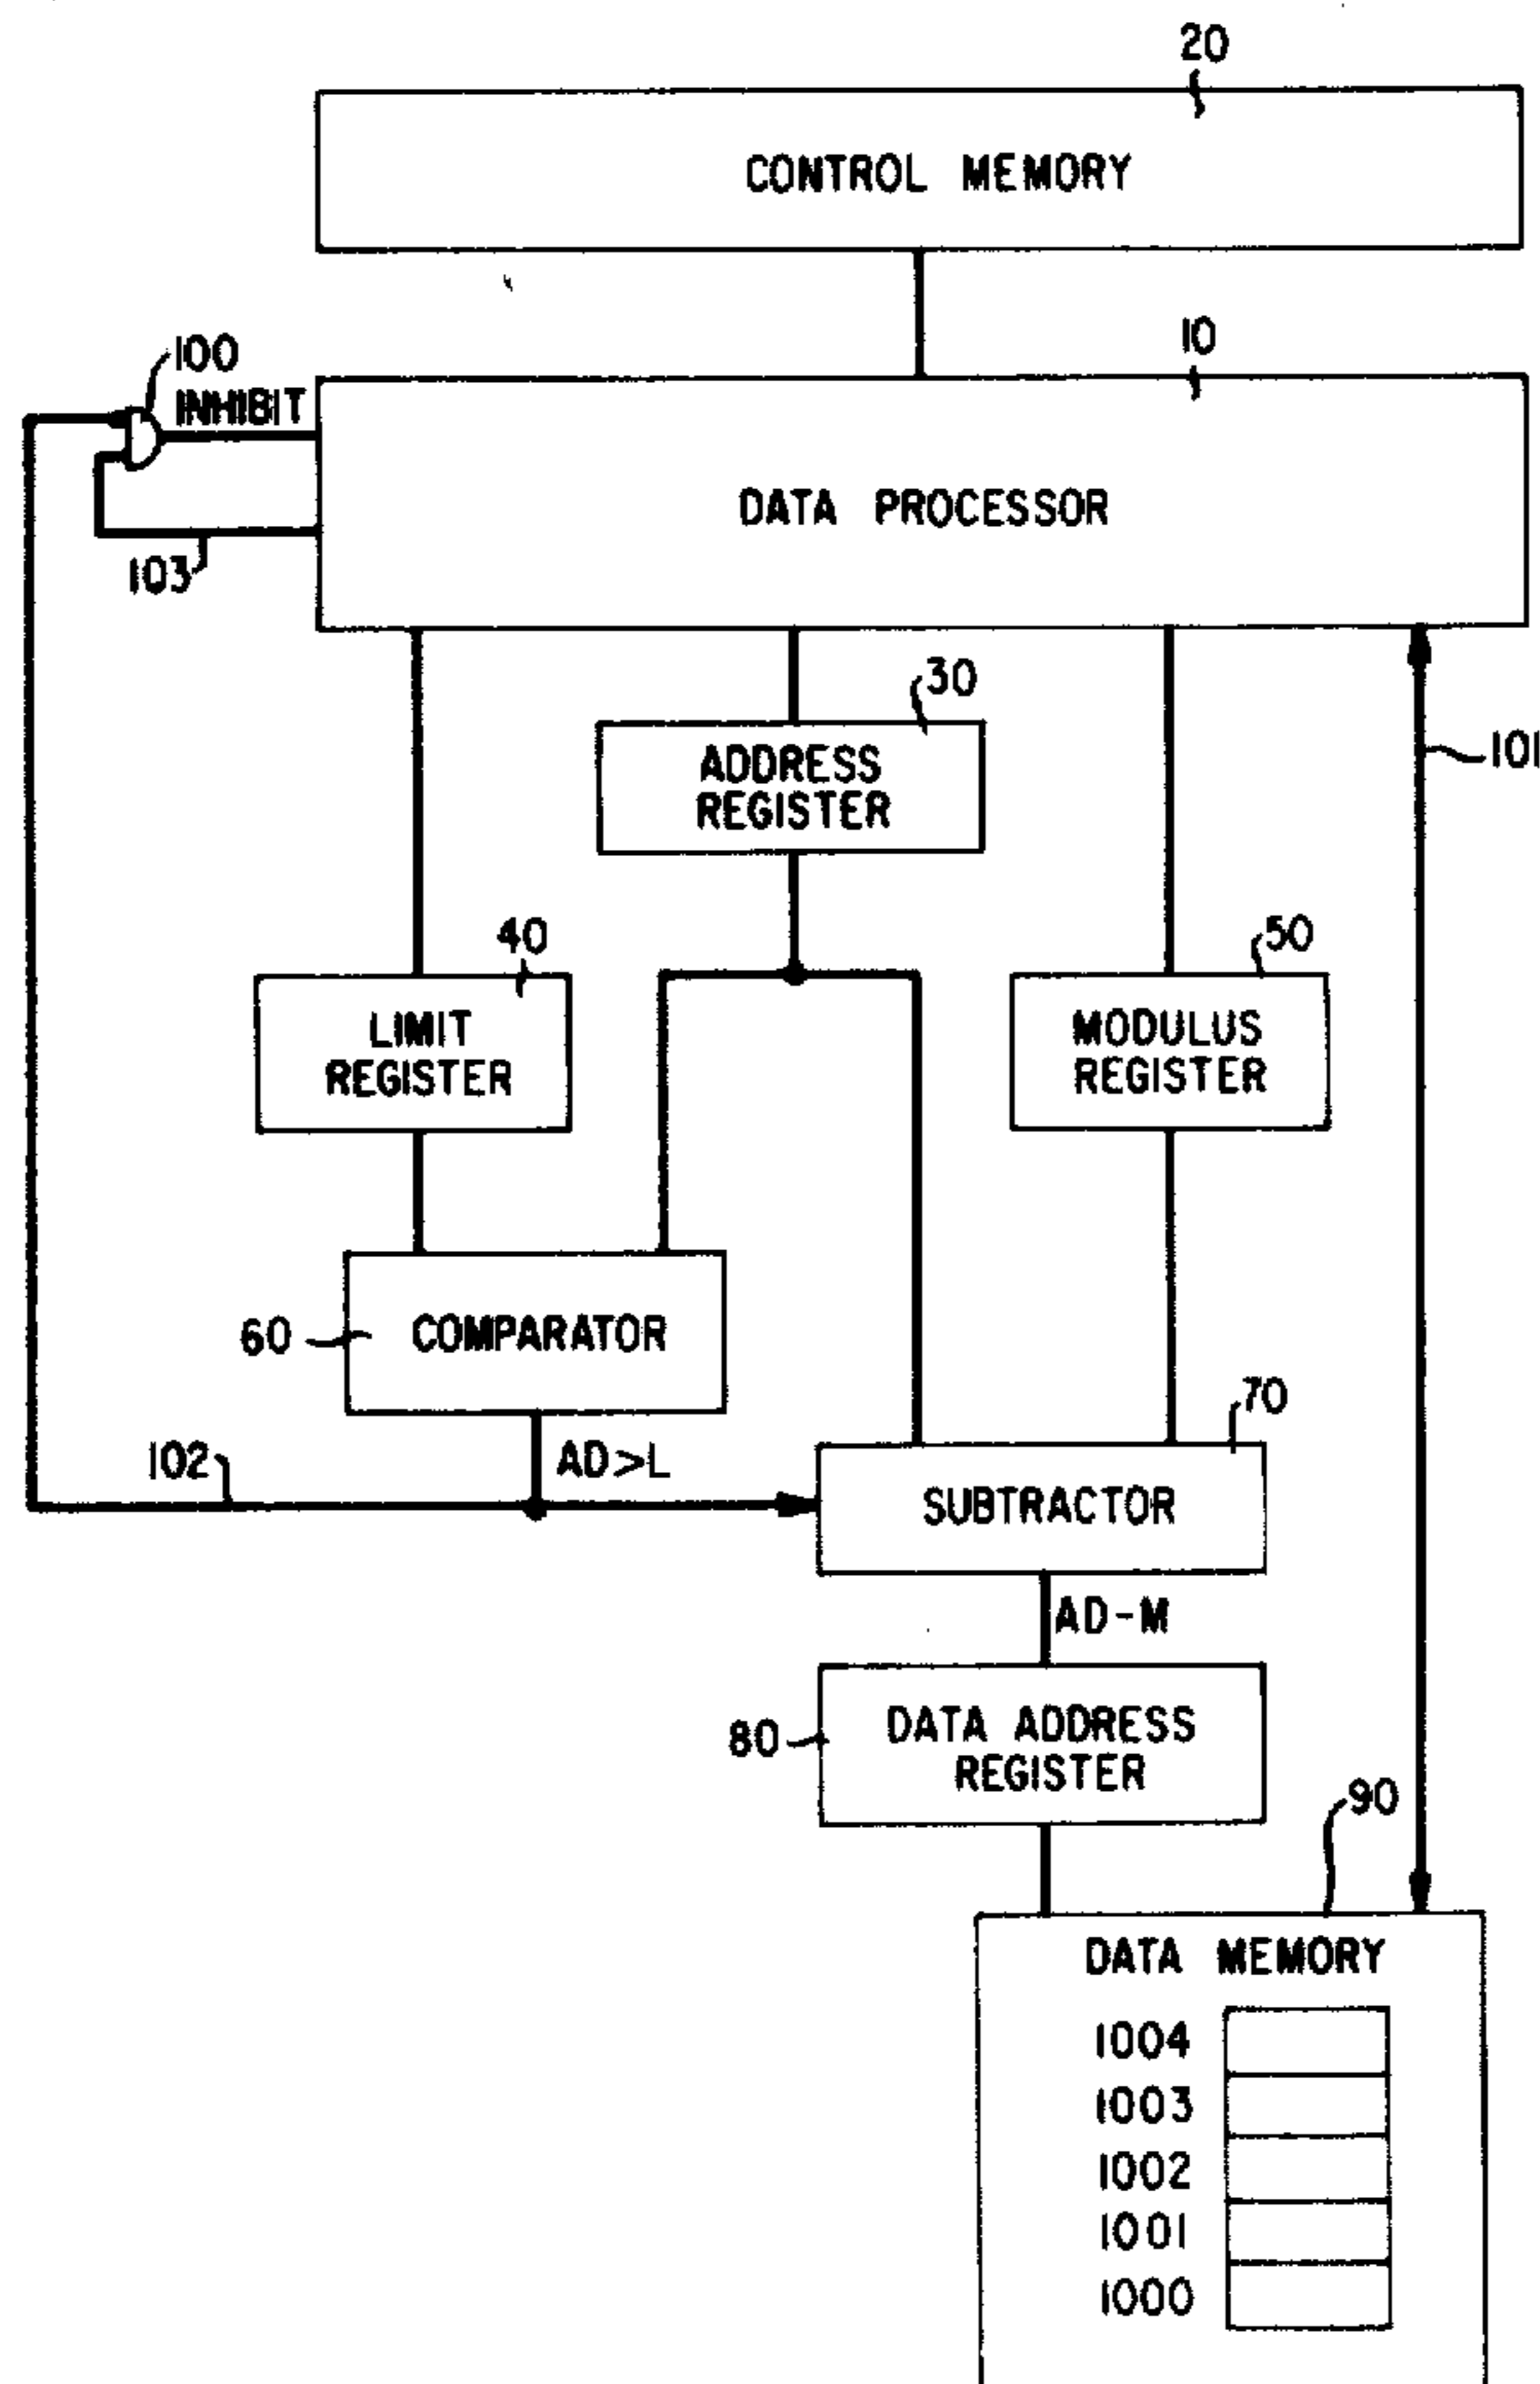 20
CONTROL MEMORY
10
100
INHIBIT
DATA PROCESSOR
103
30
ADDRESS
REGISTER
101
40
50
LIMIT
REGISTER
MODULUS
REGISTER
60
COMPARATOR
70
102
AD>L
SUBTRACTOR
AD-M
80
DATA ADDRESS
REGISTER
90
DATA MEMORY
1004
1003
1002
1001
1000